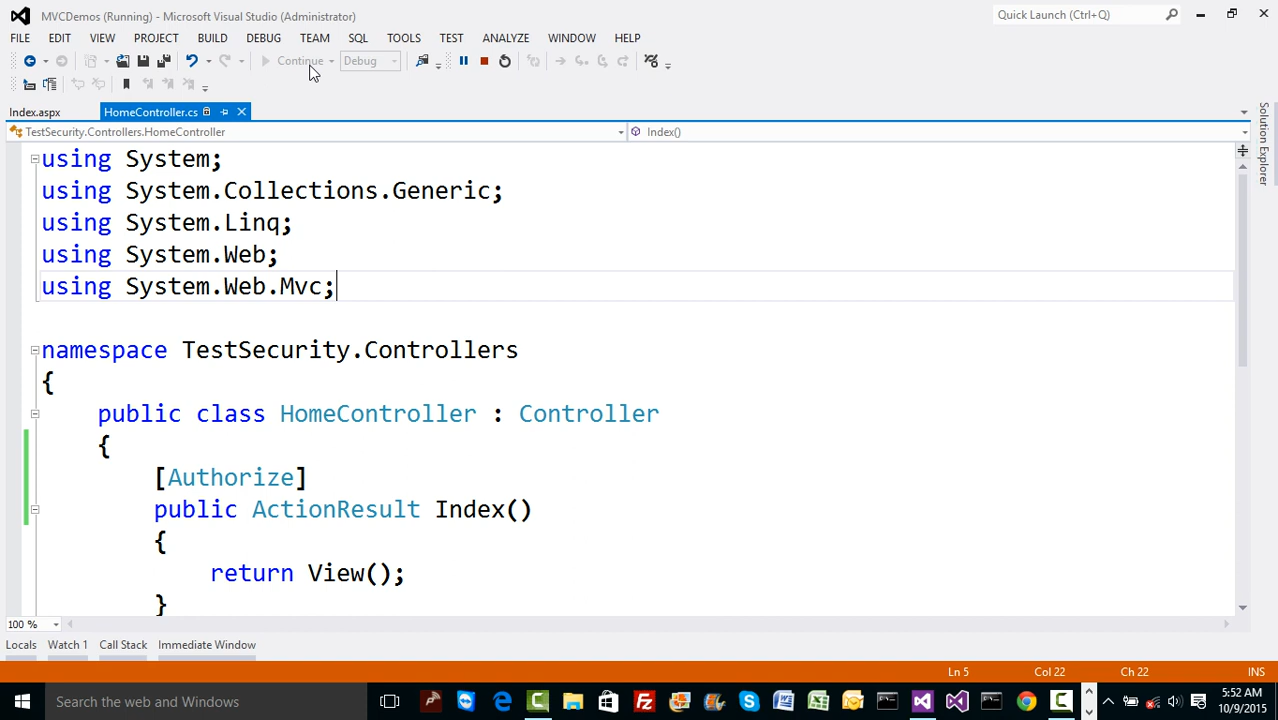 MVCDemos (Running) - Microsoft Visual Studio (Administrator)
Quick Launch (Ctrl+Q)
FILE EDIT VIEW PROJECT BUILD DEBUG TEAM SQL TOOLS TEST ANALYZE WINDOW HELP
Continue Debug
Index.aspx HomeController.cs
TestSecurity.Controllers.HomeController Index()
Solution Explorer
using System;
using System.Collections.Generic;
using System.Linq;
using System.Web;
using System.Web.Mvc;
namespace TestSecurity.Controllers
{
public class HomeController : Controller
{
[Authorize]
public ActionResult Index()
{
return View();
}
100 %
Locals Watch 1 Call Stack Immediate Window
Ln 5 Col 22 Ch 22 INS
Search the web and Windows
5:52 AM
10/9/2015